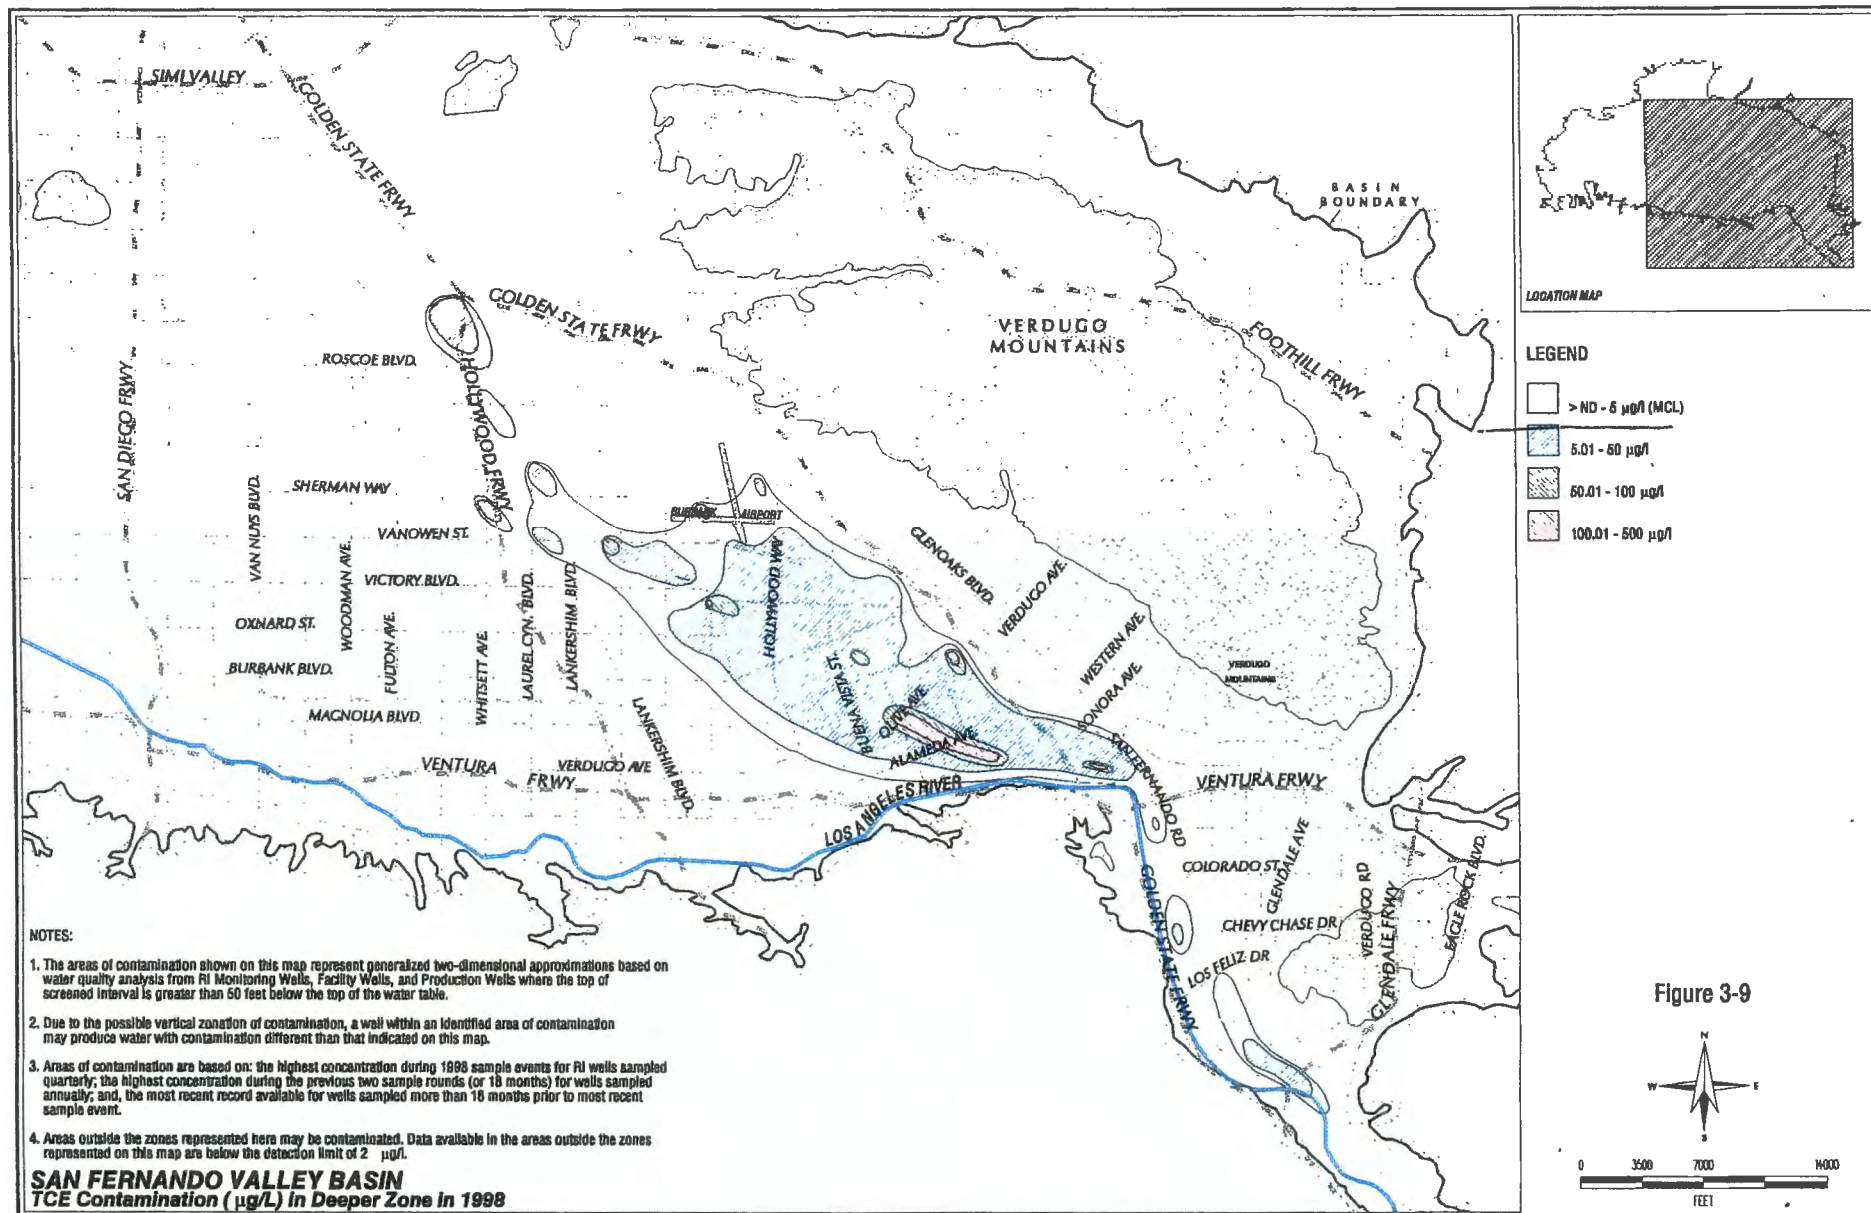 SIMI VALLEY
GOLDEN STATE FRWY
BASIN
BOUNDARY
LOCATION MAP
GOLDEN STATE FRWY
VERDUGO
MOUNTAINS
FOOTHILL FRWY
ROSCOE BLVD.
HOLLYWOOD FRWY
SAN DIEGO FRWY
LEGEND
> ND - 5 µg/l (MCL)
5.01 - 50 µg/l
50.01 - 100 µg/l
100.01 - 500 µg/l
SHERMAN WAY
VAN NUYS BLVD.
BURBANK AIRPORT
VANOWEN ST.
WOODMAN AVE.
VICTORY BLVD.
HOLLYWOOD WAY
GLENOAKS BLVD.
VERDUGO AVE.
OXNARD ST.
FULTON AVE.
WHITSETT AVE.
LAUREL CYN. BLVD.
LANKERSHIM BLVD.
WESTERN AVE.
SONORA AVE.
VERDUGO
MOUNTAINS
BURBANK BLVD.
BUENA VISTA ST.
OLIVE AVE.
MAGNOLIA BLVD
LANKERSHIM BLVD.
ALAMEDA AVE.
SAN FERNANDO RD
VENTURA
FRWY
VERDUGO AVE
VENTURA FRWY
LOS ANGELES RIVER
COLORADO ST.
GLENDALE AVE
VERDUGO RD
GLENDALE FRWY
EAGLE ROCK BLVD.
GOLDEN STATE FRWY
CHEVY CHASE DR
LOS FELIZ DR
NOTES:
1. The areas of contamination shown on this map represent generalized two-dimensional approximations based on
water quality analysis from RI Monitoring Wells, Facility Wells, and Production Wells where the top of
screened interval is greater than 50 feet below the top of the water table.
2. Due to the possible vertical zonation of contamination, a well within an identified area of contamination
may produce water with contamination different than that indicated on this map.
3. Areas of contamination are based on: the highest concentration during 1998 sample events for RI wells sampled
quarterly; the highest concentration during the previous two sample rounds (or 18 months) for wells sampled
annually; and, the most recent record available for wells sampled more than 18 months prior to most recent
sample event.
4. Areas outside the zones represented here may be contaminated. Data available in the areas outside the zones
represented on this map are below the detection limit of 2 µg/l.
SAN FERNANDO VALLEY BASIN
TCE Contamination ( µg/L) in Deeper Zone in 1998
Figure 3-9
N
W E
S
0 3500 7000 14000
FEET